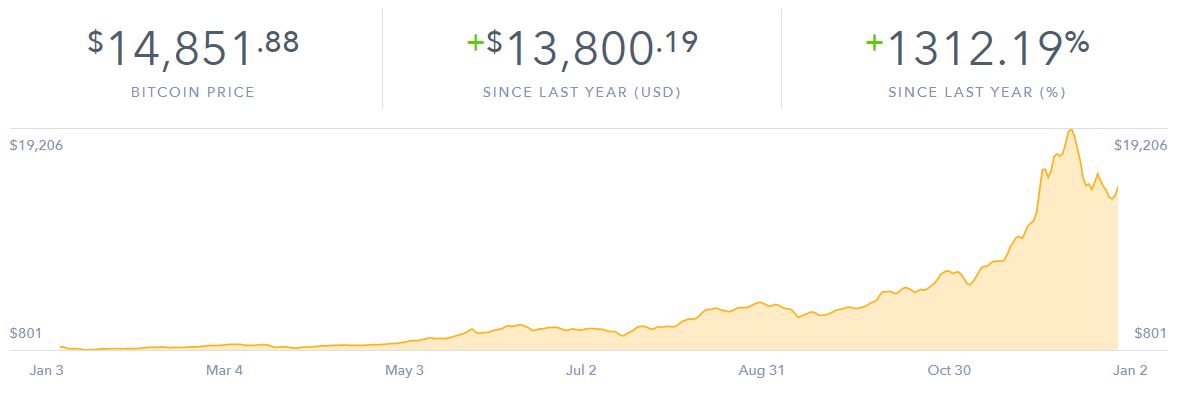 $14,851.88
BITCOIN PRICE
+$13,800.19
SINCE LAST YEAR (USD)
+1312.19%
SINCE LAST YEAR (%)
$19,206
$19,206
$801
$801
Jan 3
Mar 4
May 3
Jul 2
Aug 31
Oct 30
Jan 2